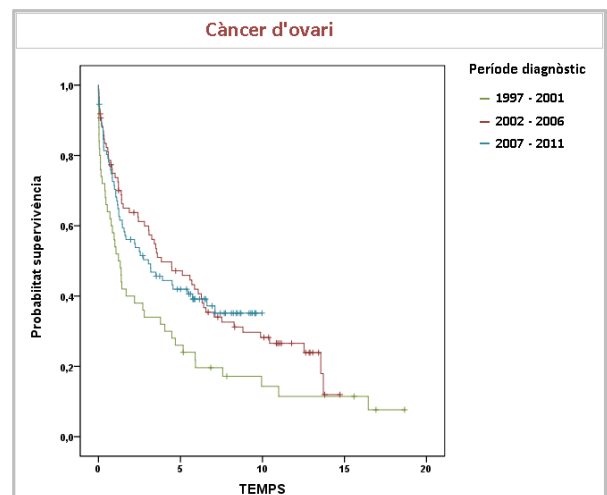 Càncer d'ovari
Període diagnòstic
1997 - 2001
2002 - 2006
2007 - 2011
Probabilitat supervivència
1,0
0,8
0,6
0,4
0,2
0,0
0
5
10
15
20
TEMPS